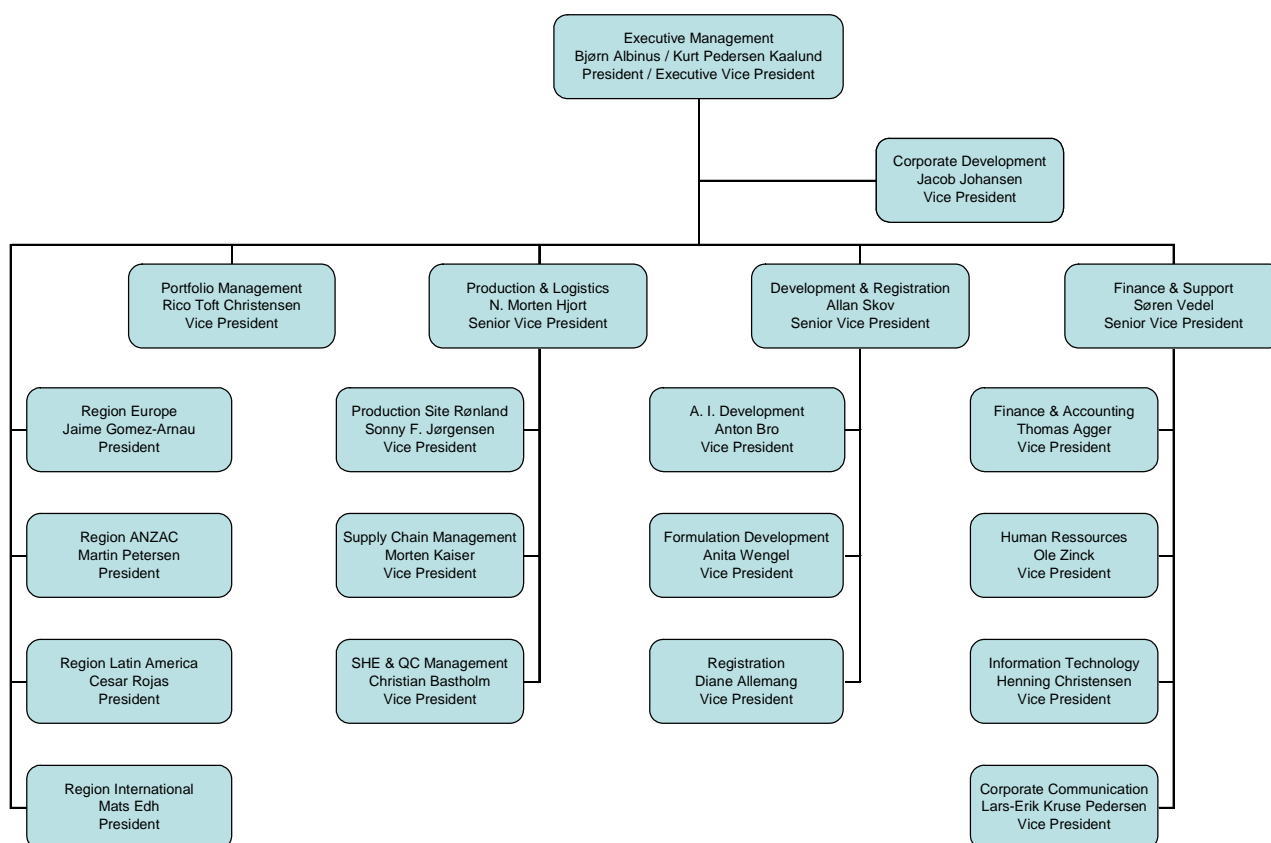 Executive Management
Bjørn Albinus / Kurt Pedersen Kaalund
President / Executive Vice President
Corporate Development
Jacob Johansen
Vice President
Portfolio Management
Rico Toft Christensen
Vice President
Production & Logistics
N. Morten Hjort
Senior Vice President
Development & Registration
Allan Skov
Senior Vice President
Finance & Support
Søren Vedel
Senior Vice President
Region Europe
Jaime Gomez-Arnau
President
Production Site Rønland
Sonny F. Jørgensen
Vice President
A. I. Development
Anton Bro
Vice President
Finance & Accounting
Thomas Agger
Vice President
Region ANZAC
Martin Petersen
President
Supply Chain Management
Morten Kaiser
Vice President
Formulation Development
Anita Wengel
Vice President
Human Ressources
Ole Zinck
Vice President
Region Latin America
Cesar Rojas
President
SHE & QC Management
Christian Bastholm
Vice President
Registration
Diane Allemang
Vice President
Information Technology
Henning Christensen
Vice President
Region International
Mats Edh
President
Corporate Communication
Lars-Erik Kruse Pedersen
Vice President